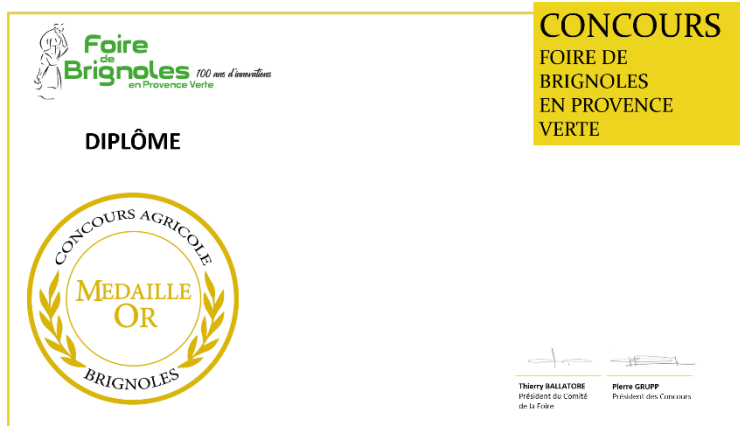 Foire
de
Brignoles 100 ans d'innovations
en Provence Verte
CONCOURS
FOIRE DE
BRIGNOLES
EN PROVENCE
VERTE
DIPLÔME
CONCOURS AGRICOLE
MEDAILLE
OR
BRIGNOLES
Thierry BALLATORE
Président du Comité
de la Foire
Pierre GRUPP
Président des Concours